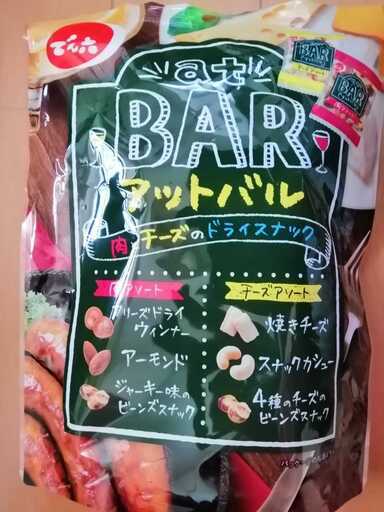 でん六
at
BAR
アットバル
肉 チーズのドライスナック
肉アソート
チーズアソート
フリーズドライ
ウィンナー
焼きチーズ
アーモンド
スナックカシュー
ジャーキー味の
ビーンズスナック
4種のチーズの
ビーンズスナック
BAR
BAR